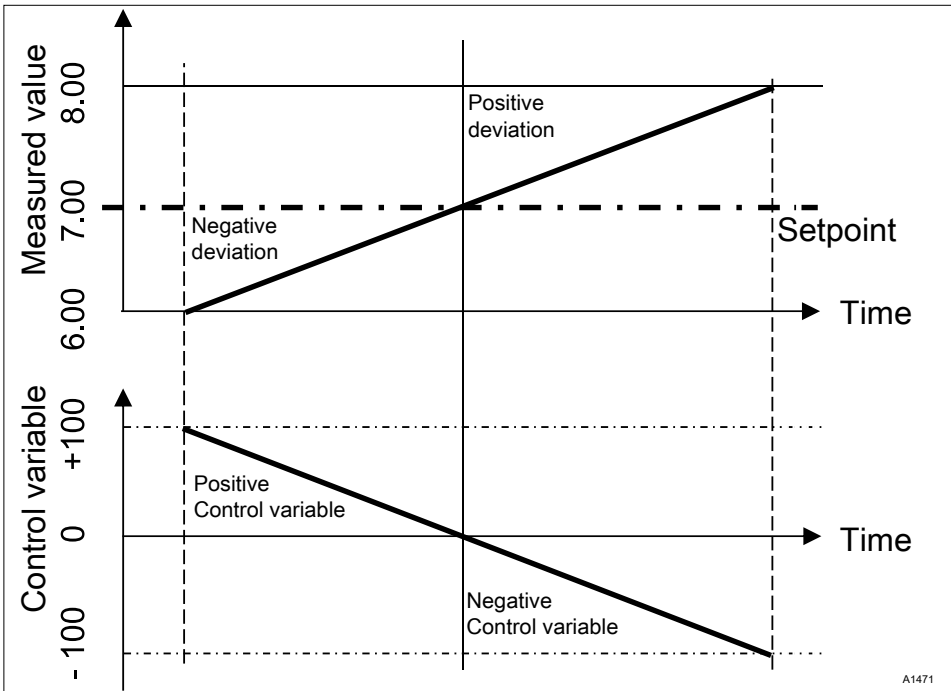 Measured value
8.00
7.00
6.00
Positive
deviation
Negative
deviation
Setpoint
Time
Control variable
+100
0
- 100
Positive
Control variable
Time
Negative
Control variable
A1471